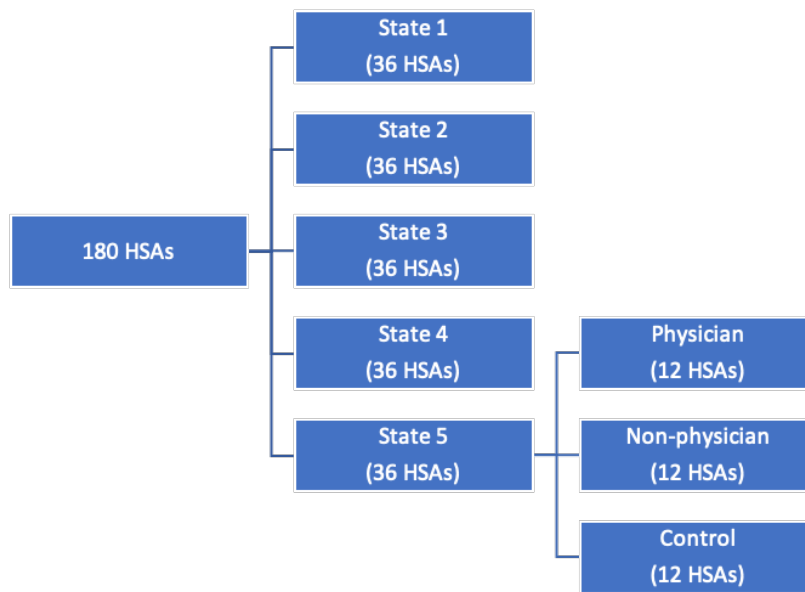 State 1
(36 HSAs)
State 2
(36 HSAs)
180 HSAs
State 3
(36 HSAs)
State 4
(36 HSAs)
State 5
(36 HSAs)
Physician
(12 HSAs)
Non-physician
(12 HSAs)
Control
(12 HSAs)